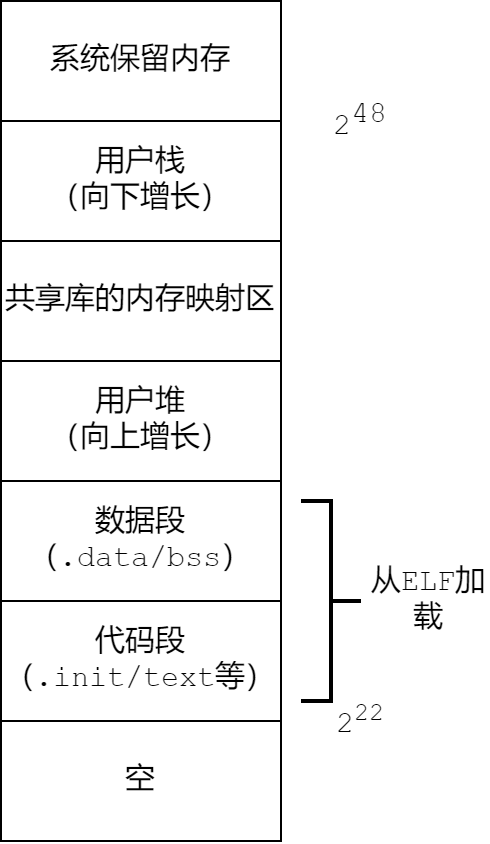 系统保留内存
2^48
用户栈
(向下增长)
共享库的内存映射区
用户堆
(向上增长)
数据段
(.data/bss)
从ELF加
载
代码段
(.init/text等)
2^22
空